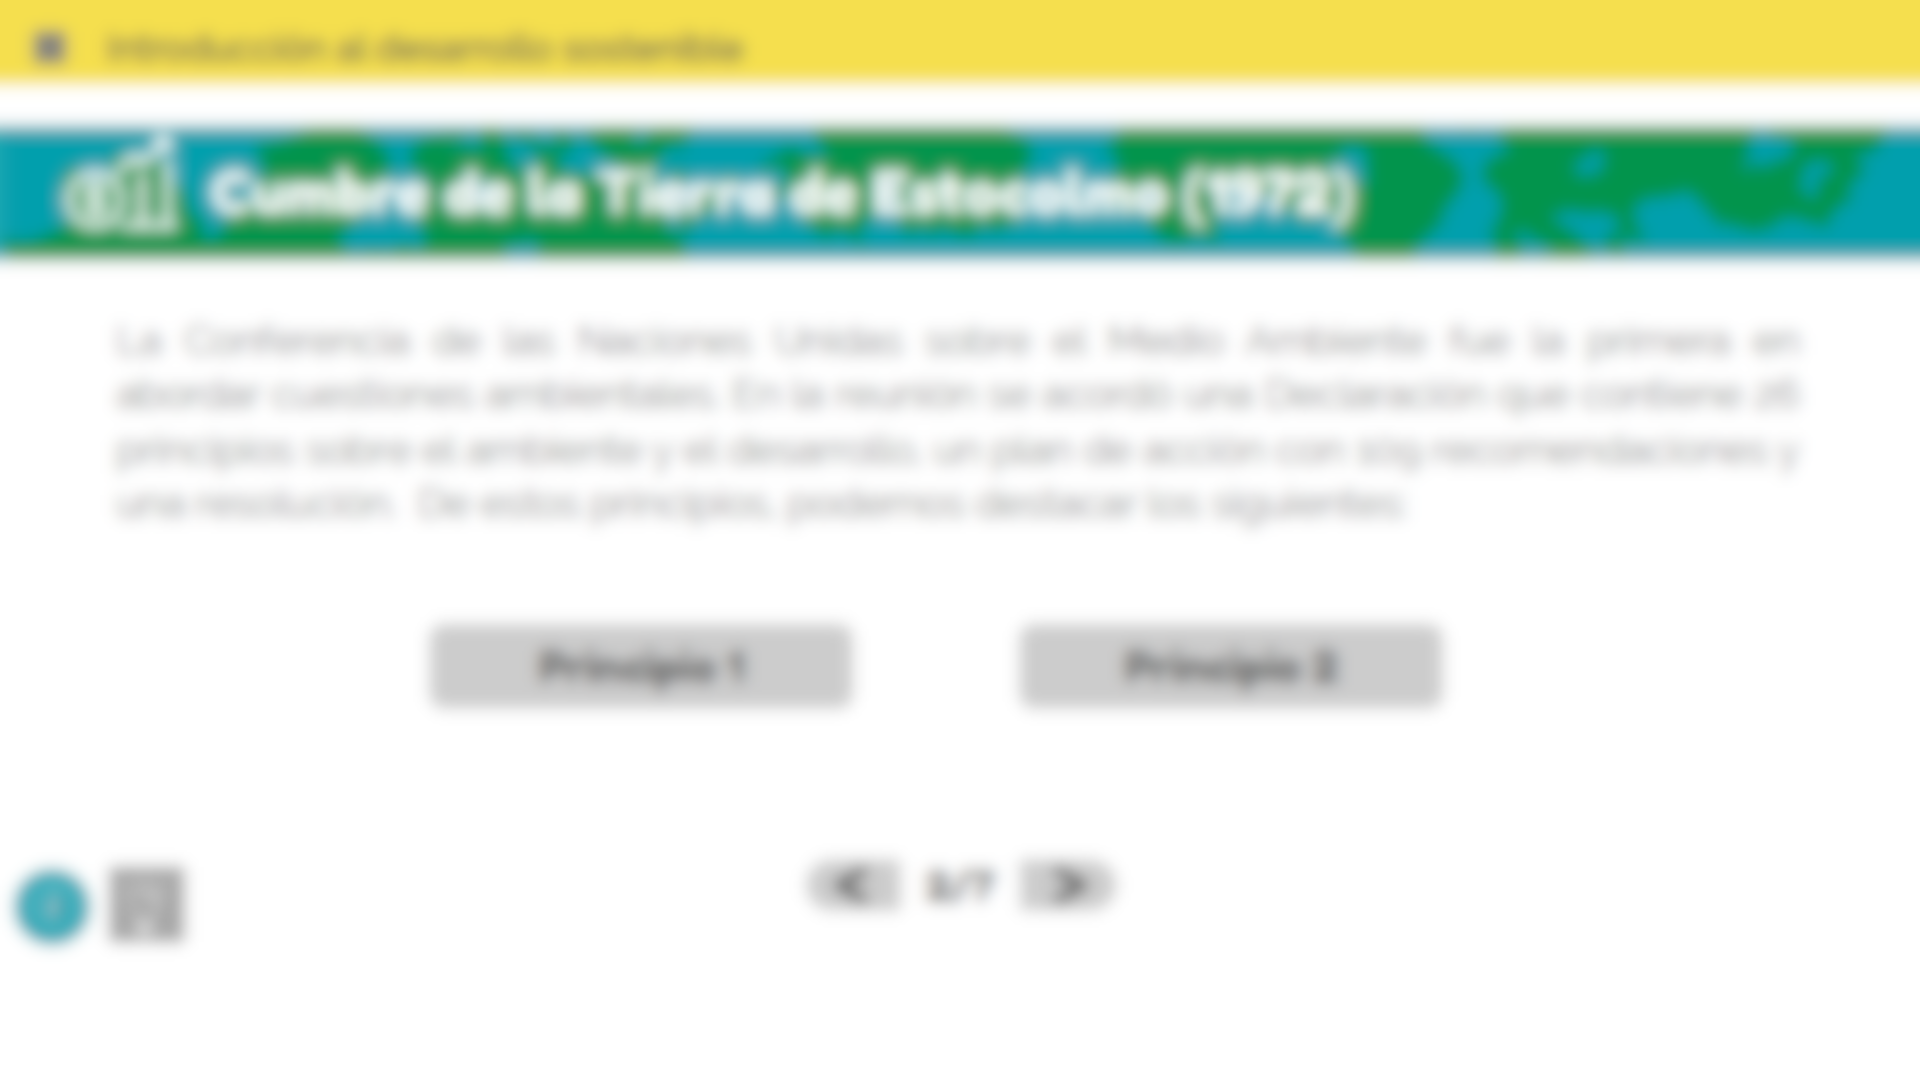 Introducción al desarrollo sostenible
Cumbre de la Tierra de Estocolmo (1972)
La Conferencia de las Naciones Unidas sobre el Medio Ambiente fue la primera en
abordar cuestiones ambientales. En la reunión se acordó una Declaración que contiene 26
principios sobre el ambiente y el desarrollo, un plan de acción con 109 recomendaciones y
una resolución. De estos principios, podemos destacar los siguientes:
Principio 1
Principio 2